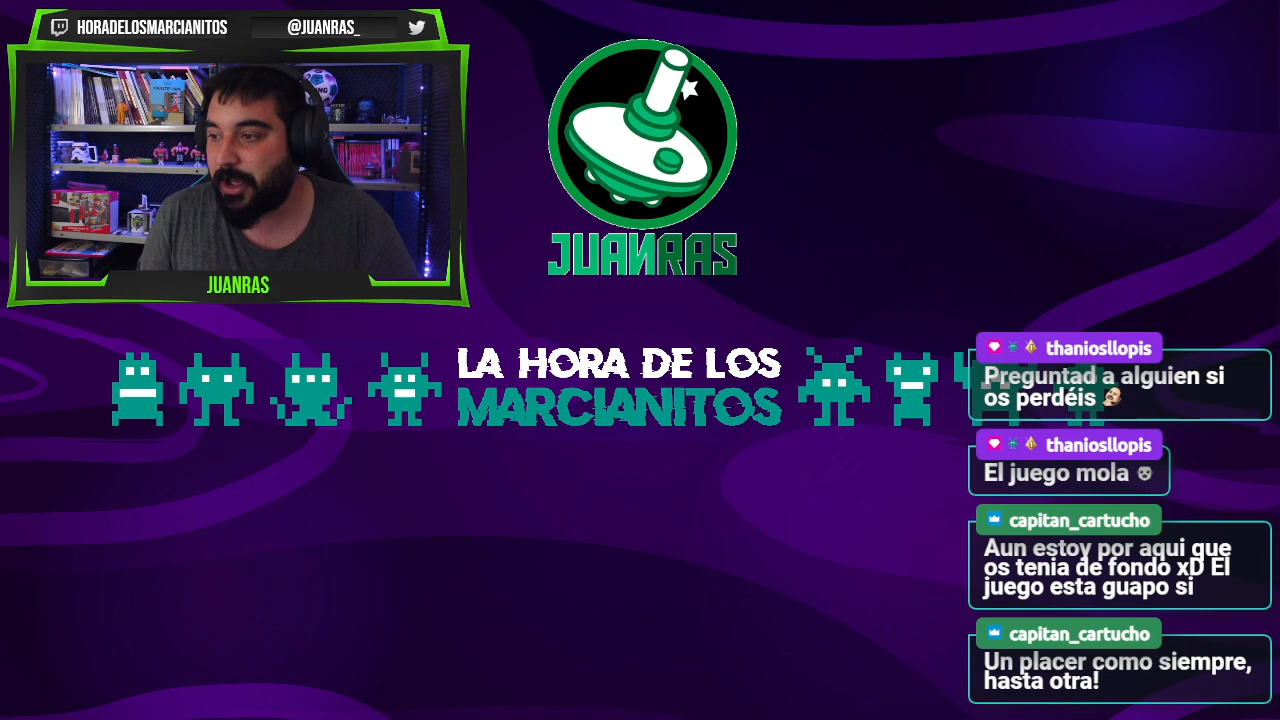 HORADELOSMARCIANITOS
@JUANRAS_
JUANRAS
JUANRAS
LA HORA DE LOS
MARCIANITOS
thaniosllopis
Preguntad a alguien si
os perdéis
thaniosllopis
El juego mola
capitan_cartucho
Aun estoy por aqui que
os tenia de fondo xD El
juego esta guapo si
capitan_cartucho
Un placer como siempre,
hasta otra!